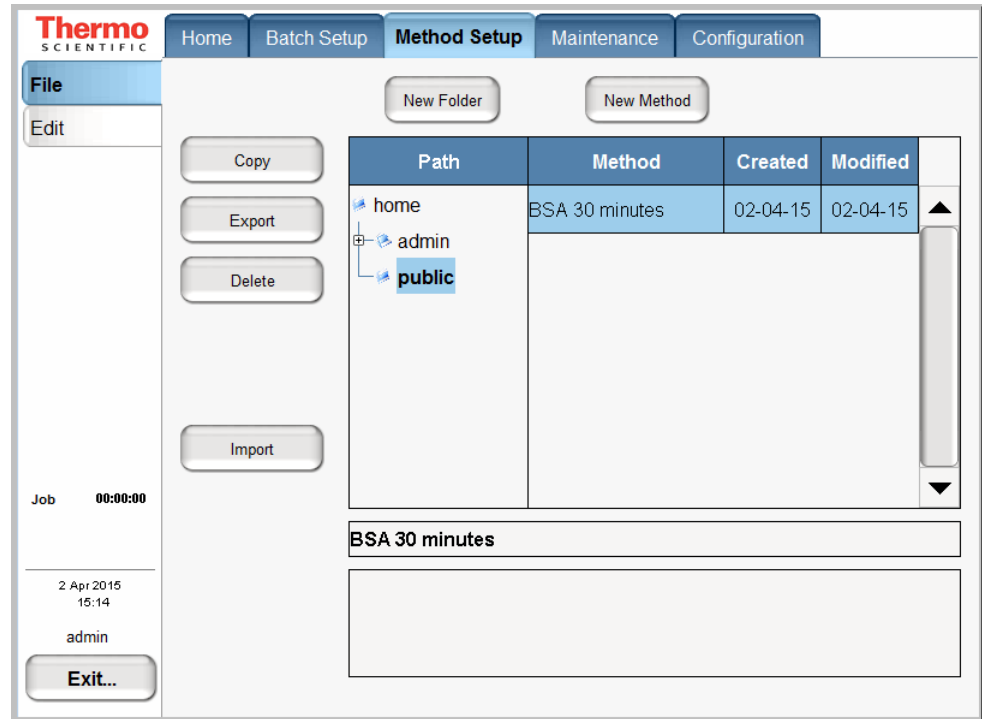 Thermo
SCIENTIFIC
Home Batch Setup Method Setup Maintenance Configuration
File
Edit
New Folder New Method
Copy
Export
Delete
Import
Path Method Created Modified
home
admin
public
BSA 30 minutes 02-04-15 02-04-15
BSA 30 minutes
Job 00:00:00
2 Apr 2015
15:14
admin
Exit...